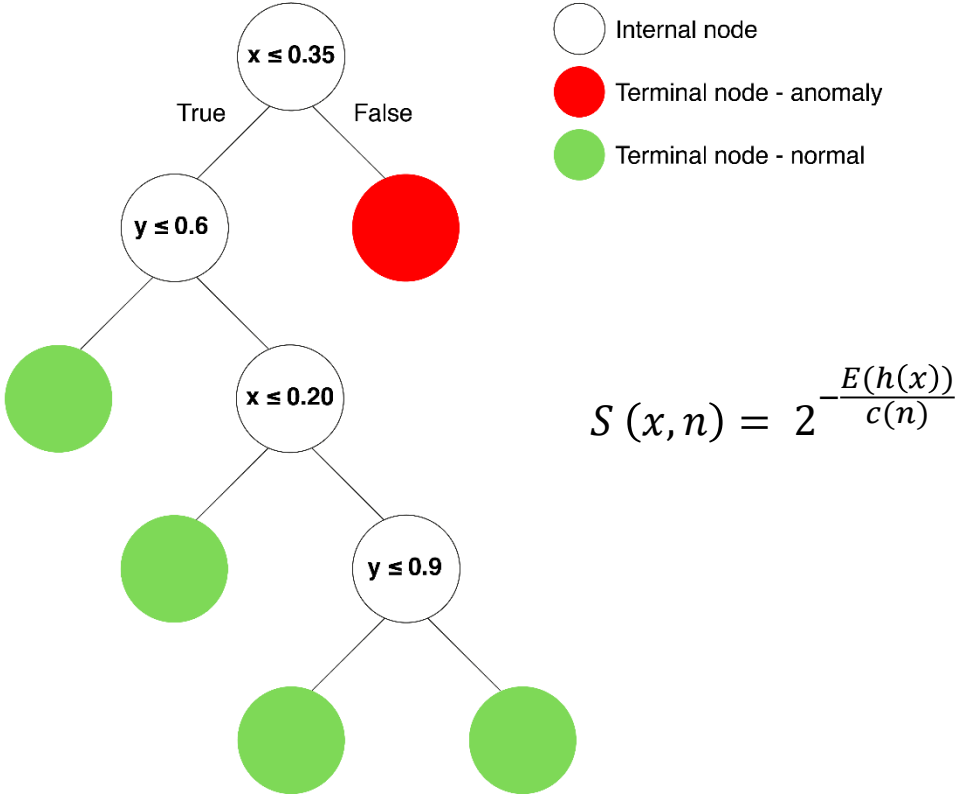 x ≤ 0.35
Internal node
Terminal node - anomaly
True
False
Terminal node - normal
y ≤ 0.6
x ≤ 0.20
S (x, n) = 2^{-\frac{E(h(x))}{c(n)}}
y ≤ 0.9